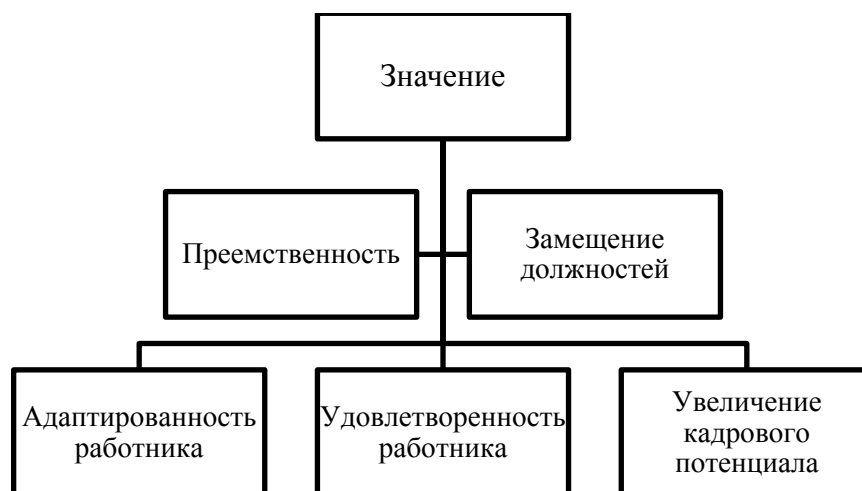 Значение
Преемственность
Замещение
должностей
Адаптированность
работника
Удовлетворенность
работника
Увеличение
кадрового
потенциала